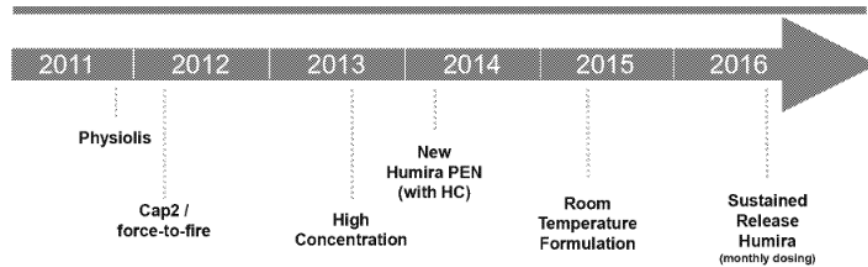 2011 2012 2013 2014 2015 2016
Physiolis
Cap2 /
force-to-fire
High
Concentration
New
Humira PEN
(with HC)
Room
Temperature
Formulation
Sustained
Release
Humira
(monthly dosing)